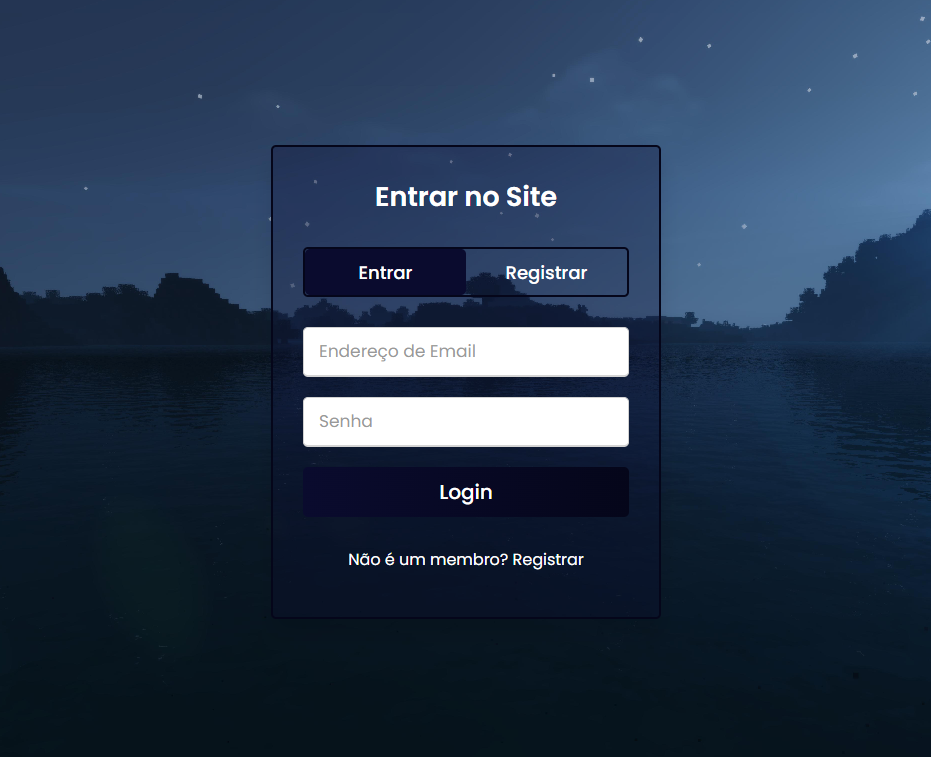 Entrar no Site
Entrar
Registrar
Endereço de Email
Senha
Login
Não é um membro? Registrar